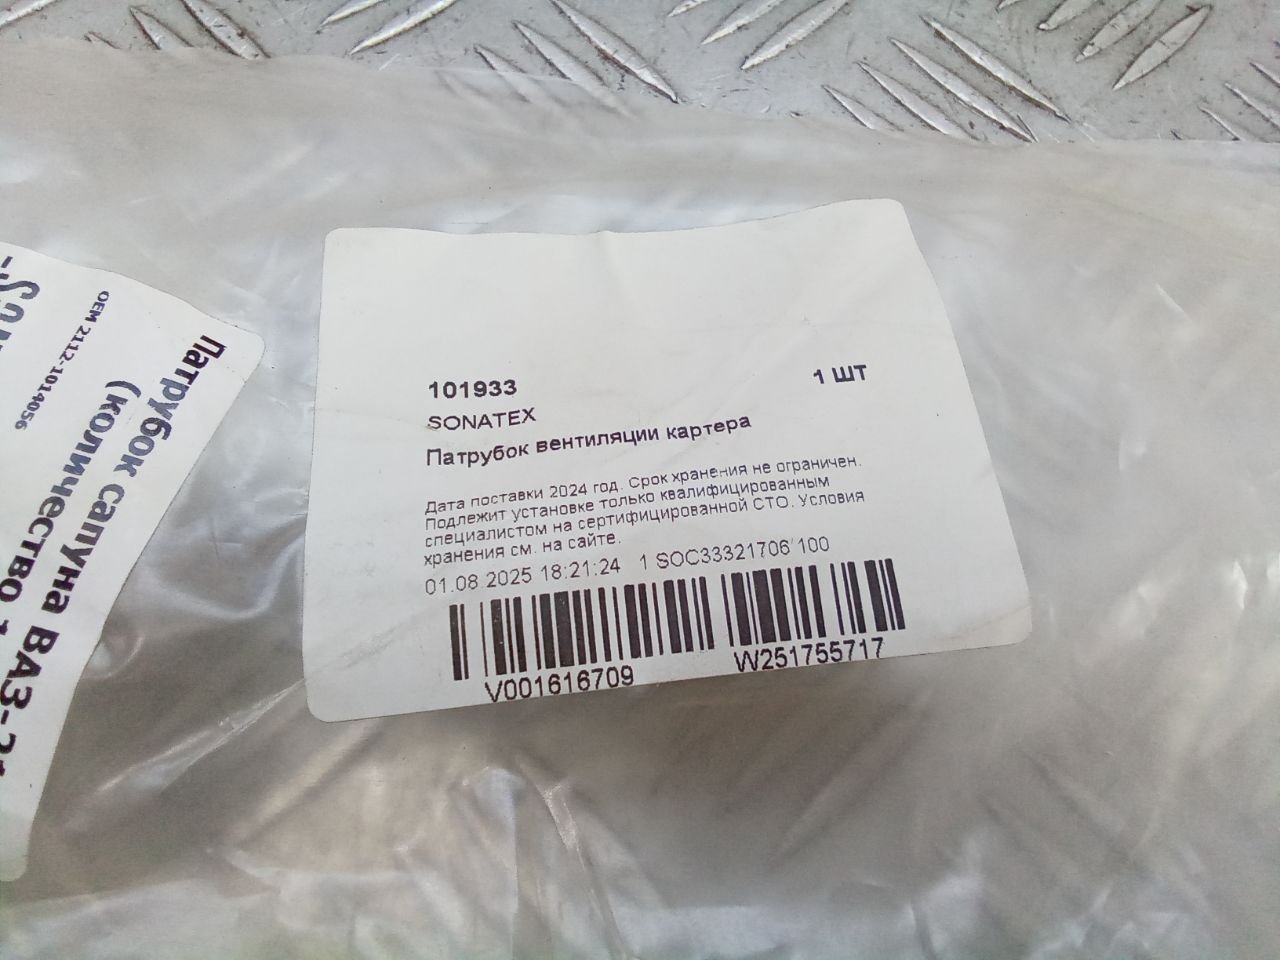 101933
1 ШТ
SONATEX
Патрубок вентиляции картера
Дата поставки 2024 год. Срок хранения не ограничен.
Подлежит установке только квалифицированным
специалистом на сертифицированной СТО. Условия
хранения см. на сайте.
01.08.2025 18:21:24 1 SOC33321706 100
V001616709
W251755717
Патрубок сапуна ВАЗ-21
(количество 1
OEM 2112-1014056